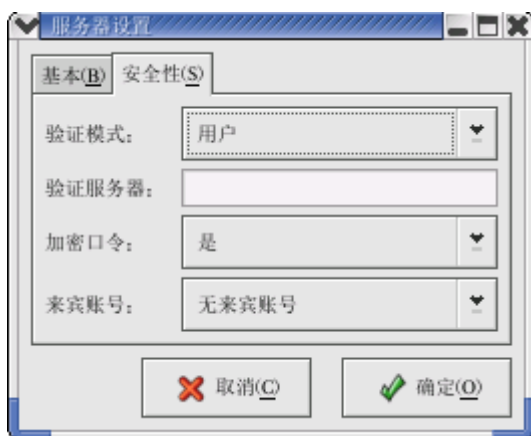 服务器设置
基本(B) 安全性(S)
验证模式： 用户
验证服务器：
加密口令： 是
来宾账号： 无来宾账号
取消(C) 确定(O)